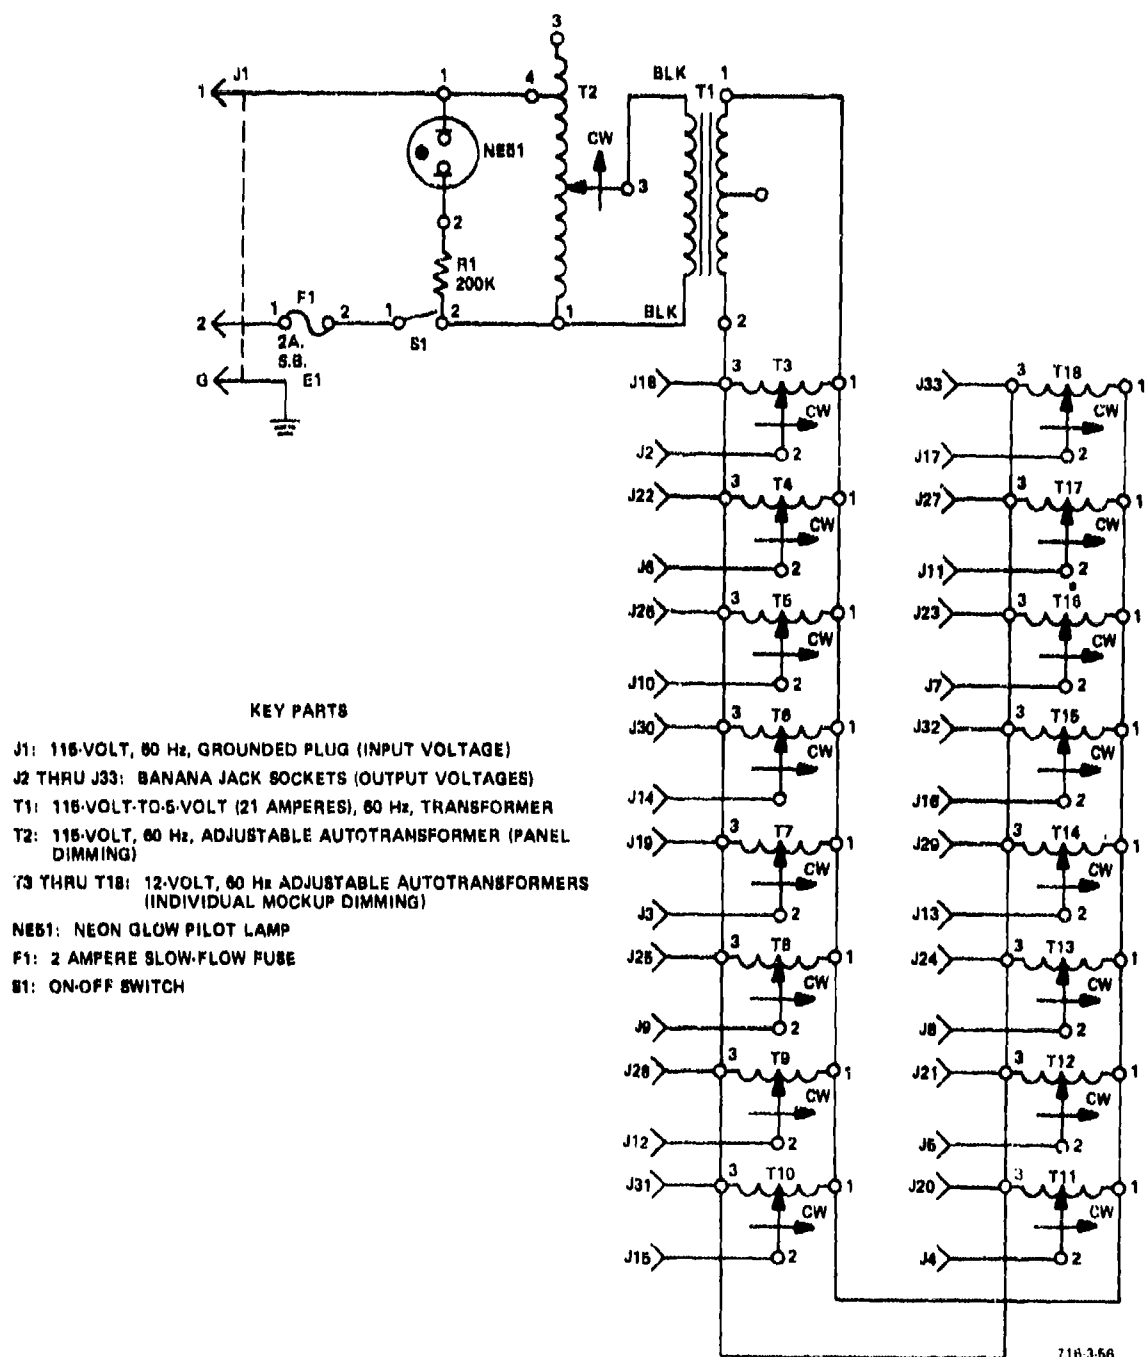 3
J1
1
1
4
T2
BLK
T1
1
CW
NE51
3
2
R1
200K
F1
1
2
1
2
1
BLK
2
2
S1
2A.
S.B.
G
E1
J18
3
T3
1
CW
J2
2
J22
3
T4
1
CW
J6
2
J26
3
T5
1
CW
J10
2
J30
3
T6
1
CW
J14
2
J19
3
T7
1
CW
J3
2
J25
3
T8
1
CW
J9
2
J28
3
T9
1
CW
J12
2
J31
3
T10
1
CW
J15
2
J33
3
T18
1
CW
J17
2
J27
3
T17
1
CW
J11
2
J23
3
T16
1
CW
J7
2
J32
3
T15
1
CW
J16
2
J29
3
T14
1
CW
J13
2
J24
3
T13
1
CW
J8
2
J21
3
T12
1
CW
J5
2
J20
3
T11
1
CW
J4
2
KEY PARTS
J1: 115-VOLT, 60 Hz, GROUNDED PLUG (INPUT VOLTAGE)
J2 THRU J33: BANANA JACK SOCKETS (OUTPUT VOLTAGES)
T1: 115-VOLT-TO-5-VOLT (21 AMPERES), 60 Hz, TRANSFORMER
T2: 115-VOLT, 60 Hz, ADJUSTABLE AUTOTRANSFORMER (PANEL
DIMMING)
T3 THRU T18: 12-VOLT, 60 Hz ADJUSTABLE AUTOTRANSFORMERS
(INDIVIDUAL MOCKUP DIMMING)
NE51: NEON GLOW PILOT LAMP
F1: 2 AMPERE SLOW-FLOW FUSE
S1: ON-OFF SWITCH
716-3-56